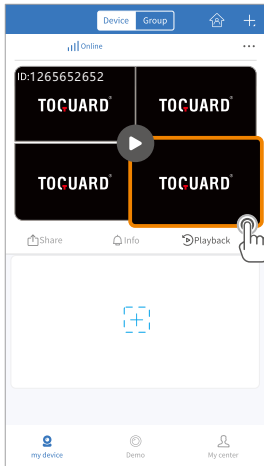 Device Group
Online
ID:1265652652
TOGUARD® TOGUARD®
TOGUARD® TOGUARD®
Share Info Playback
my device Demo My center